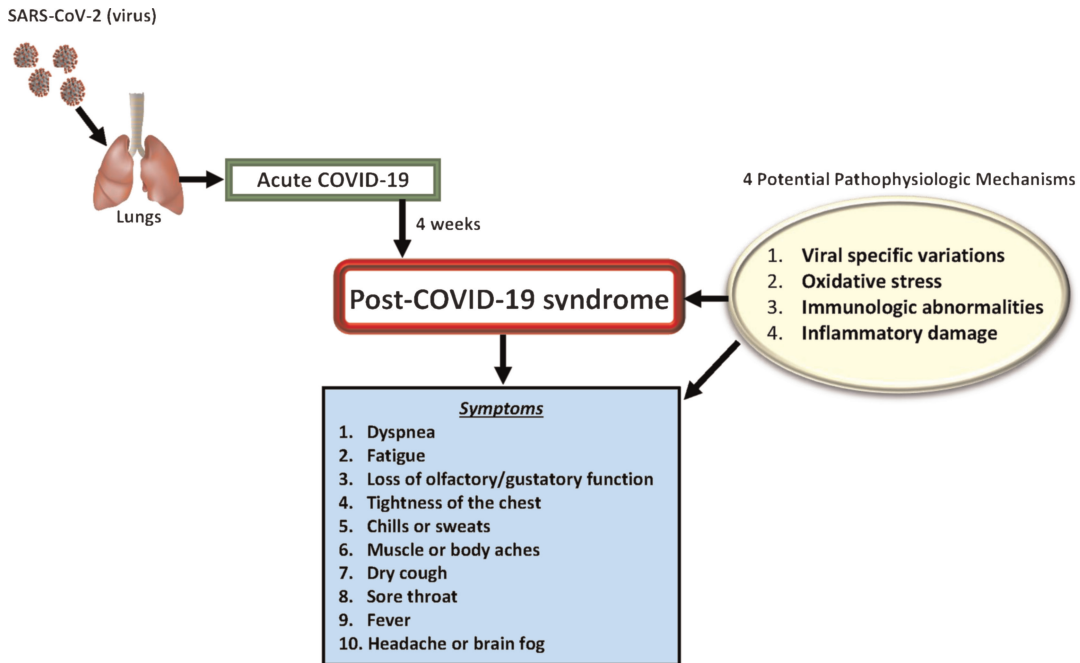 SARS-CoV-2 (virus)
Lungs
Acute COVID-19
4 weeks
Post-COVID-19 syndrome
4 Potential Pathophysiologic Mechanisms
1. Viral specific variations
2. Oxidative stress
3. Immunologic abnormalities
4. Inflammatory damage
Symptoms
1. Dyspnea
2. Fatigue
3. Loss of olfactory/gustatory function
4. Tightness of the chest
5. Chills or sweats
6. Muscle or body aches
7. Dry cough
8. Sore throat
9. Fever
10. Headache or brain fog